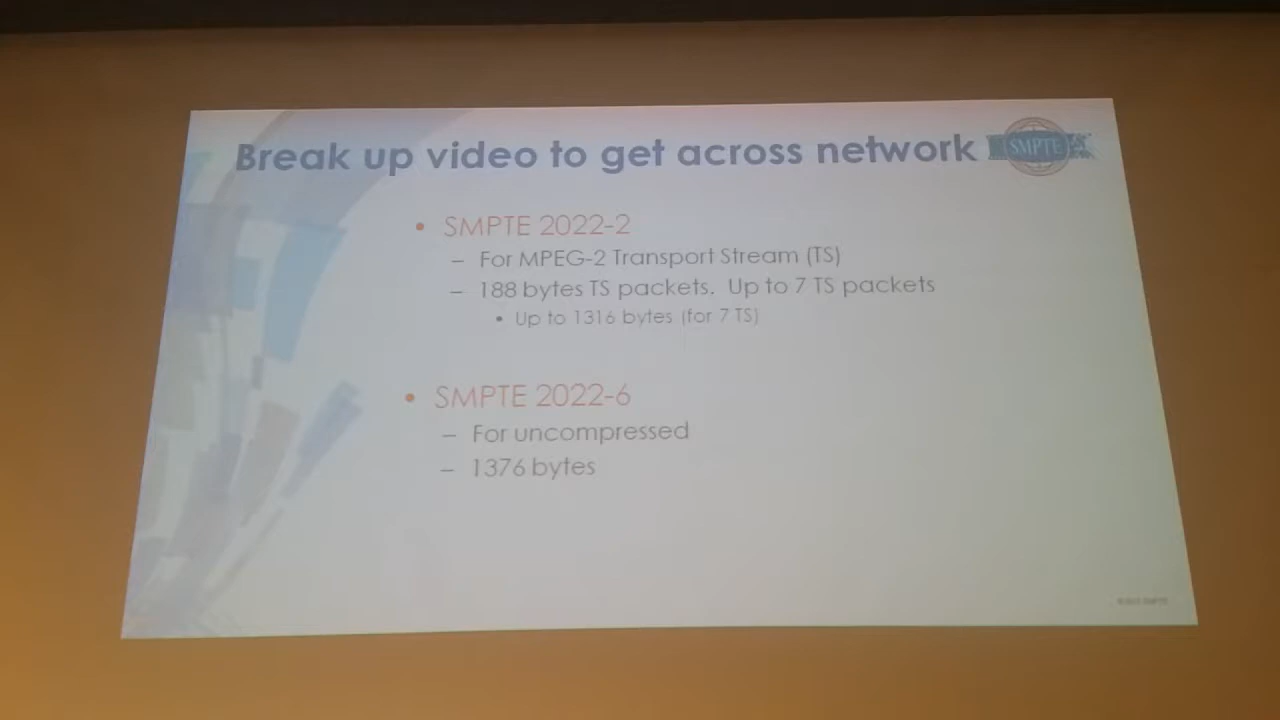 Break up video to get across network
SMPTE
• SMPTE 2022-2
– For MPEG-2 Transport Stream (TS)
– 188 bytes TS packets. Up to 7 TS packets
• Up to 1316 bytes (for 7 TS)
• SMPTE 2022-6
– For uncompressed
– 1376 bytes